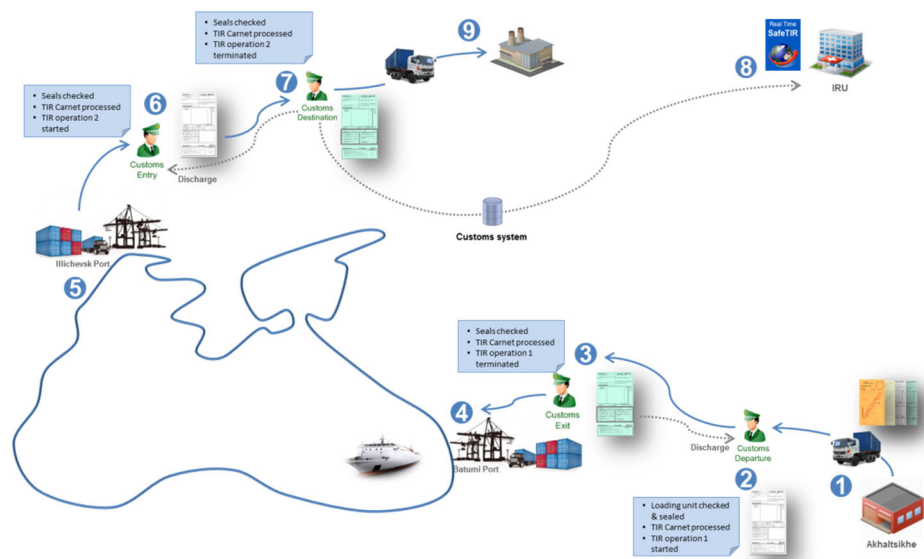 • Seals checked
• TIR Carnet processed
• TIR operation 2
terminated
9
Real Time
SafeTIR
8
IRU
7
Customs
Destination
• Seals checked
• TIR Carnet processed
• TIR operation 2
started
6
Customs
Entry
Discharge
Customs system
Illichevsk Port
5
• Seals checked
• TIR Carnet processed
• TIR operation 1
terminated
3
Customs
Exit
4
Batumi Port
Discharge
Customs
Departure
2
1
• Loading unit checked
& sealed
• TIR Carnet processed
• TIR operation 1
started
Akhaltsikhe